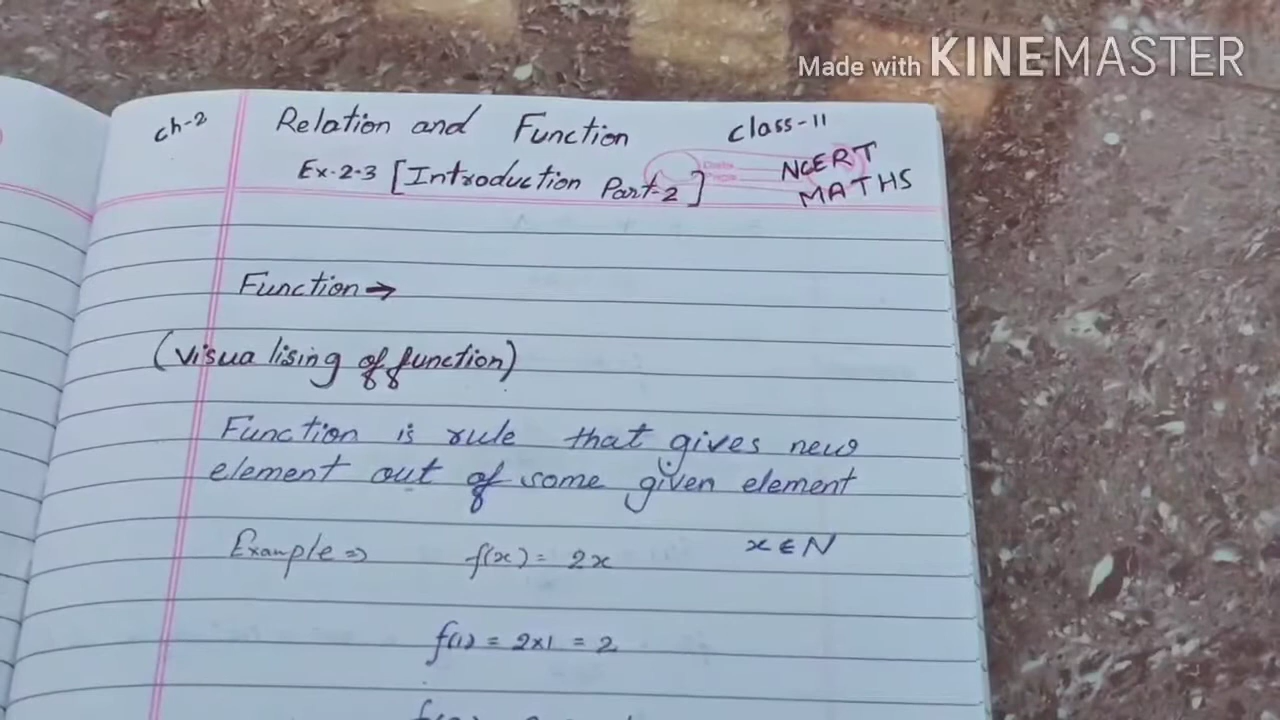 Made with KINEMASTER
ch-2 Relation and Function class-11
Ex-2.3 [Introduction Part-2] NCERT
MATHS
Function →
(visualising of function)
Function is rule that gives new
element out of some given element
Example ⇒ f(x) = 2x x ∈ N
f(1) = 2×1 = 2